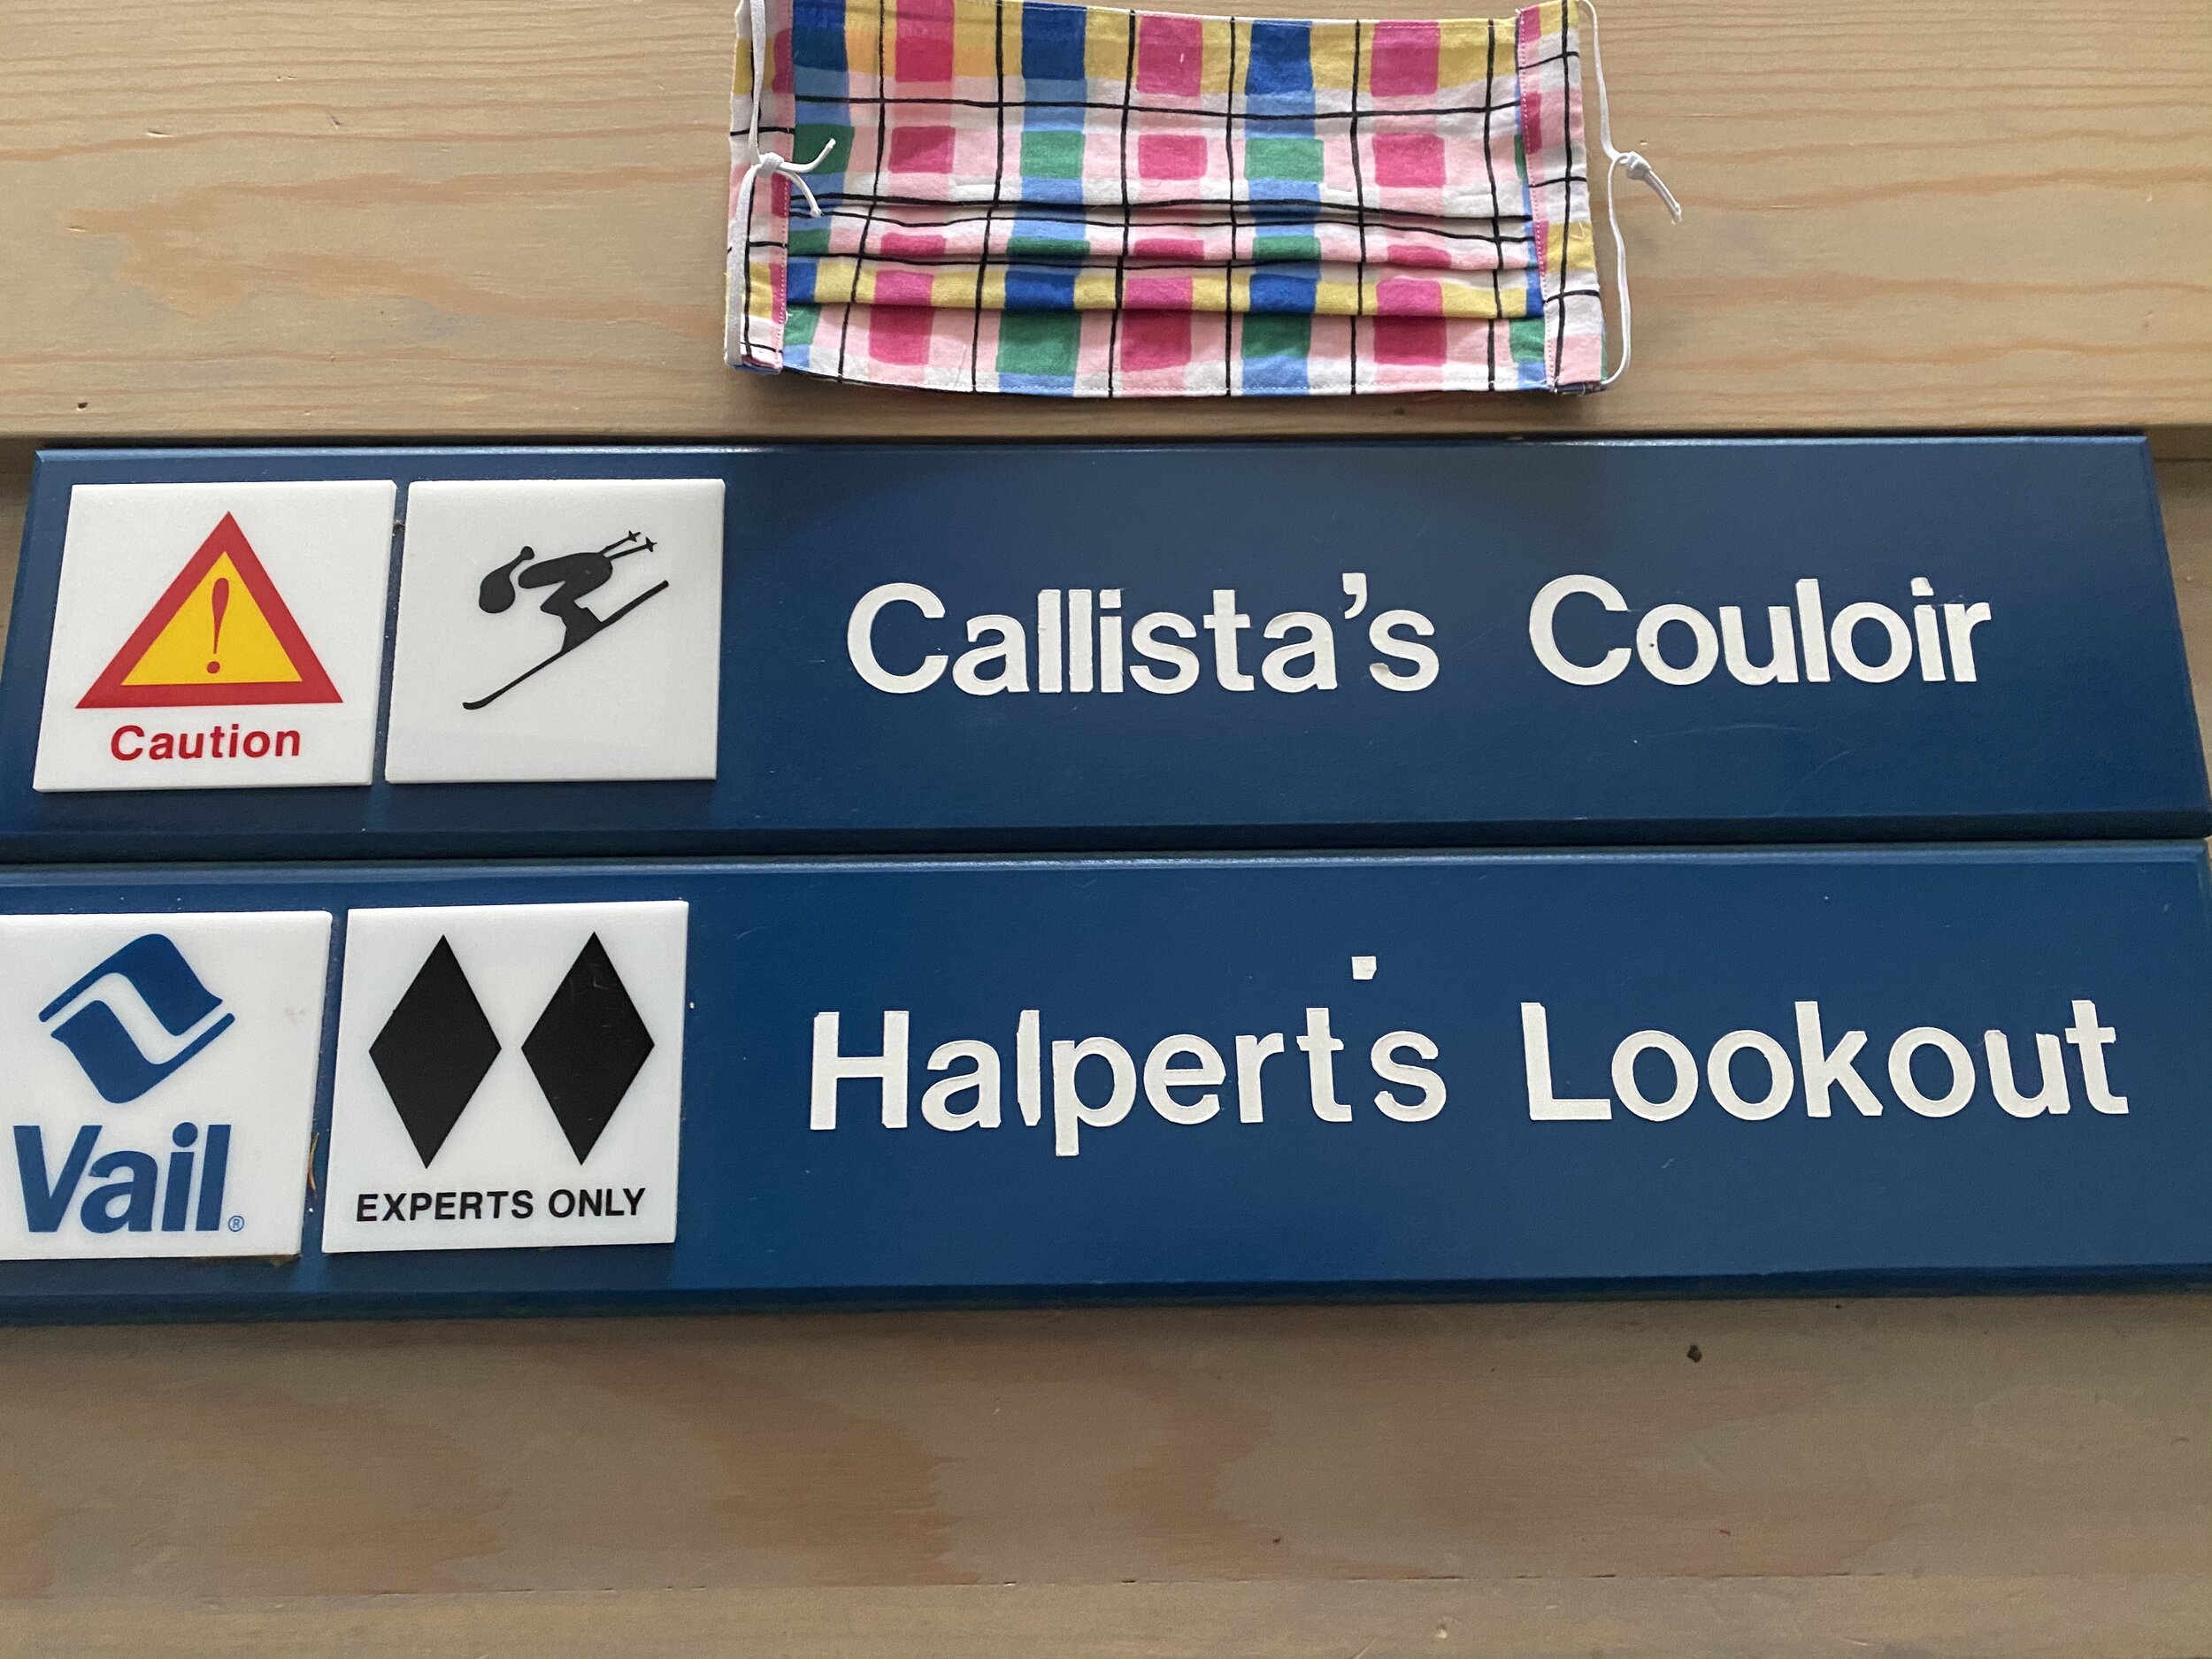 Caution
Callista's Couloir
Vail®
EXPERTS ONLY
Halpert's Lookout